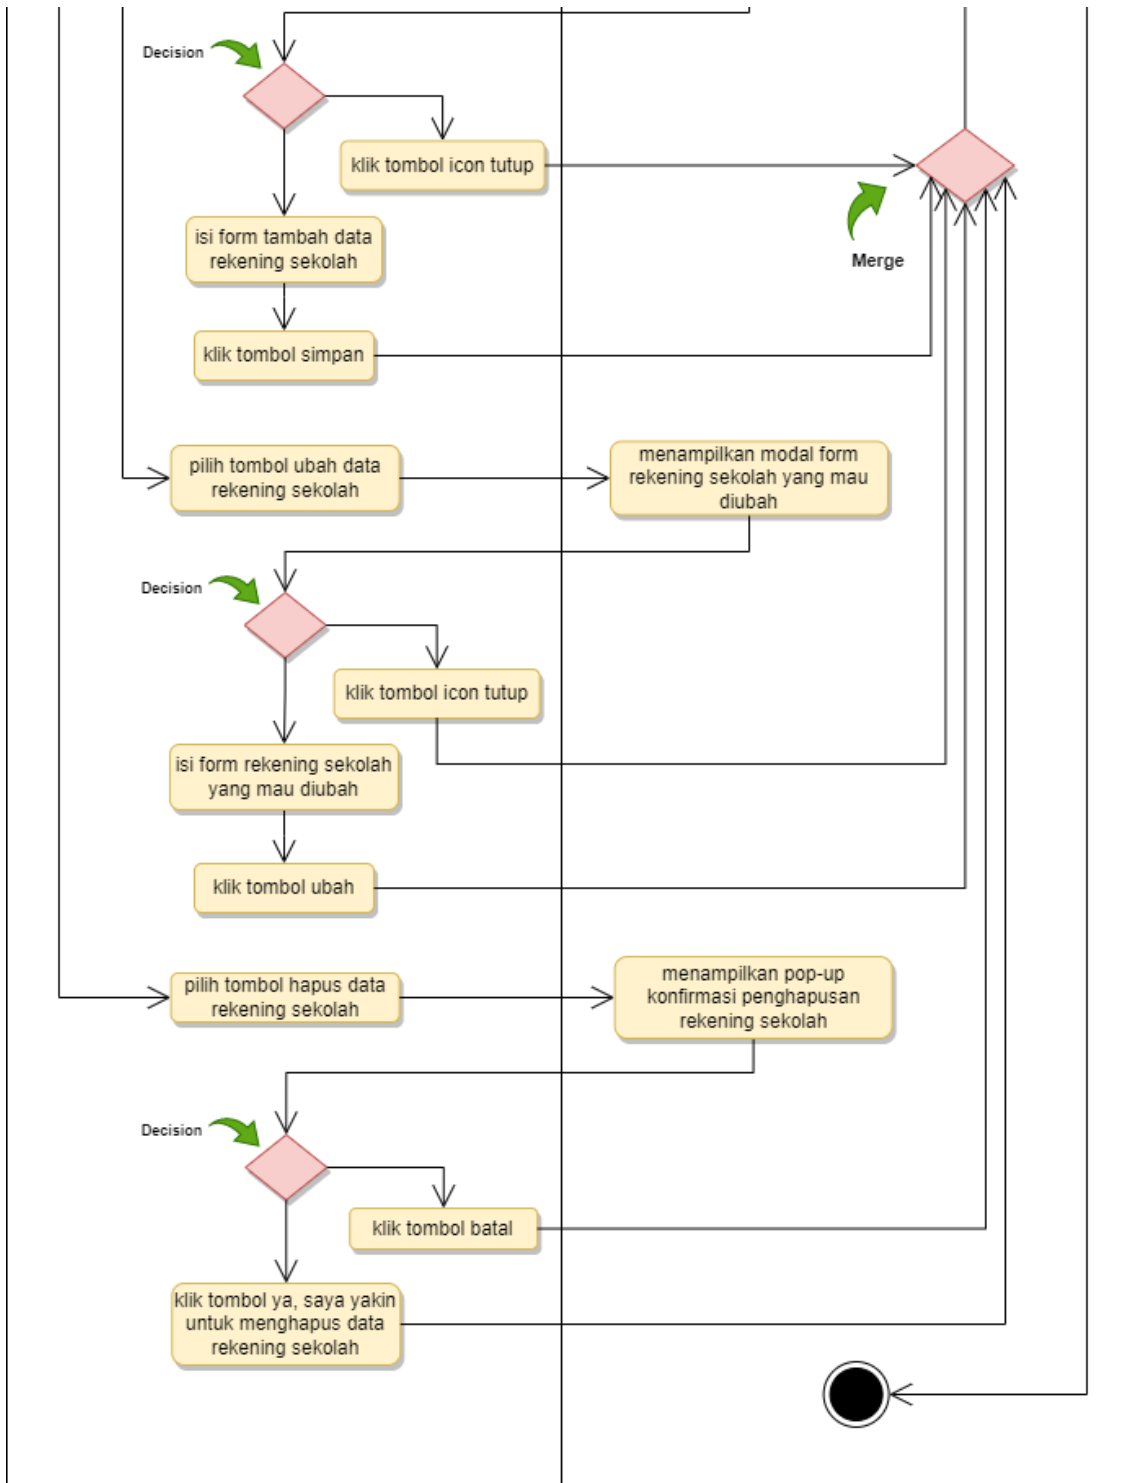 Decision
klik tombol icon tutup
isi form tambah data
rekening sekolah
Merge
klik tombol simpan
pilih tombol ubah data
rekening sekolah
menampilkan modal form
rekening sekolah yang mau
diubah
Decision
klik tombol icon tutup
isi form rekening sekolah
yang mau diubah
klik tombol ubah
pilih tombol hapus data
rekening sekolah
menampilkan pop-up
konfirmasi penghapusan
rekening sekolah
Decision
klik tombol batal
klik tombol ya, saya yakin
untuk menghapus data
rekening sekolah